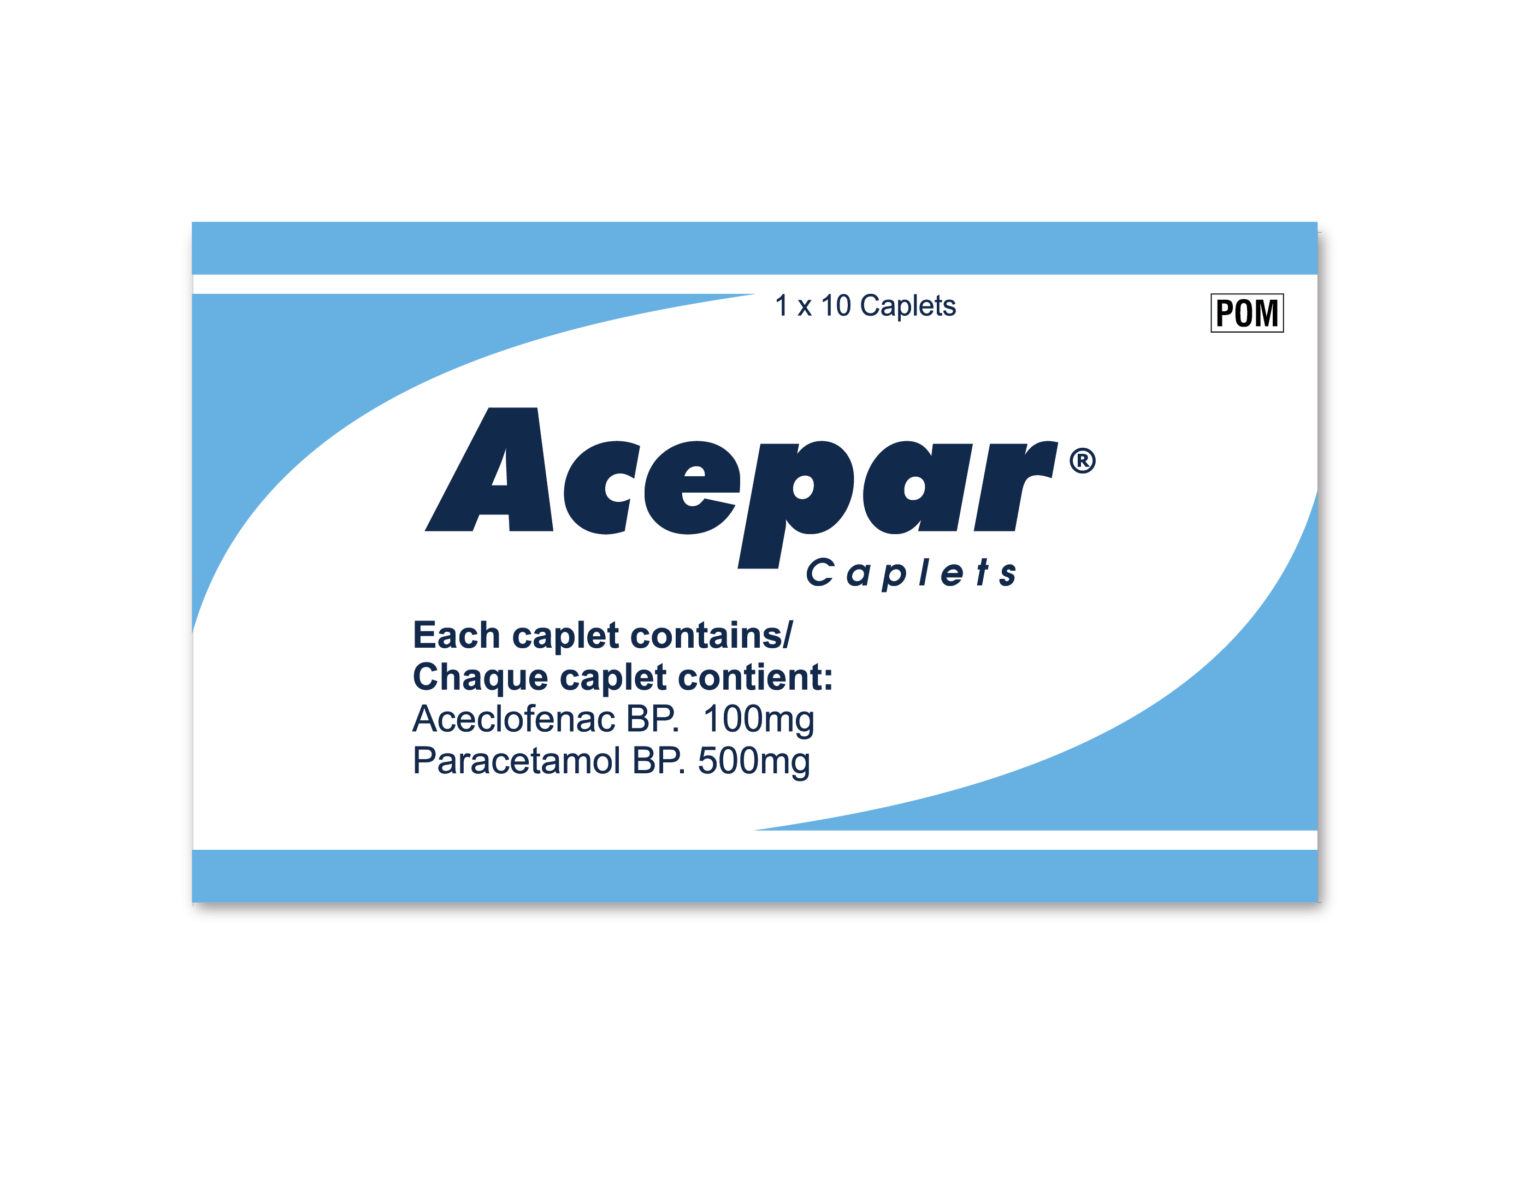 1 x 10 Caplets
POM
Acepar®
Caplets
Each caplet contains/
Chaque caplet contient:
Aceclofenac BP.  100mg
Paracetamol BP. 500mg